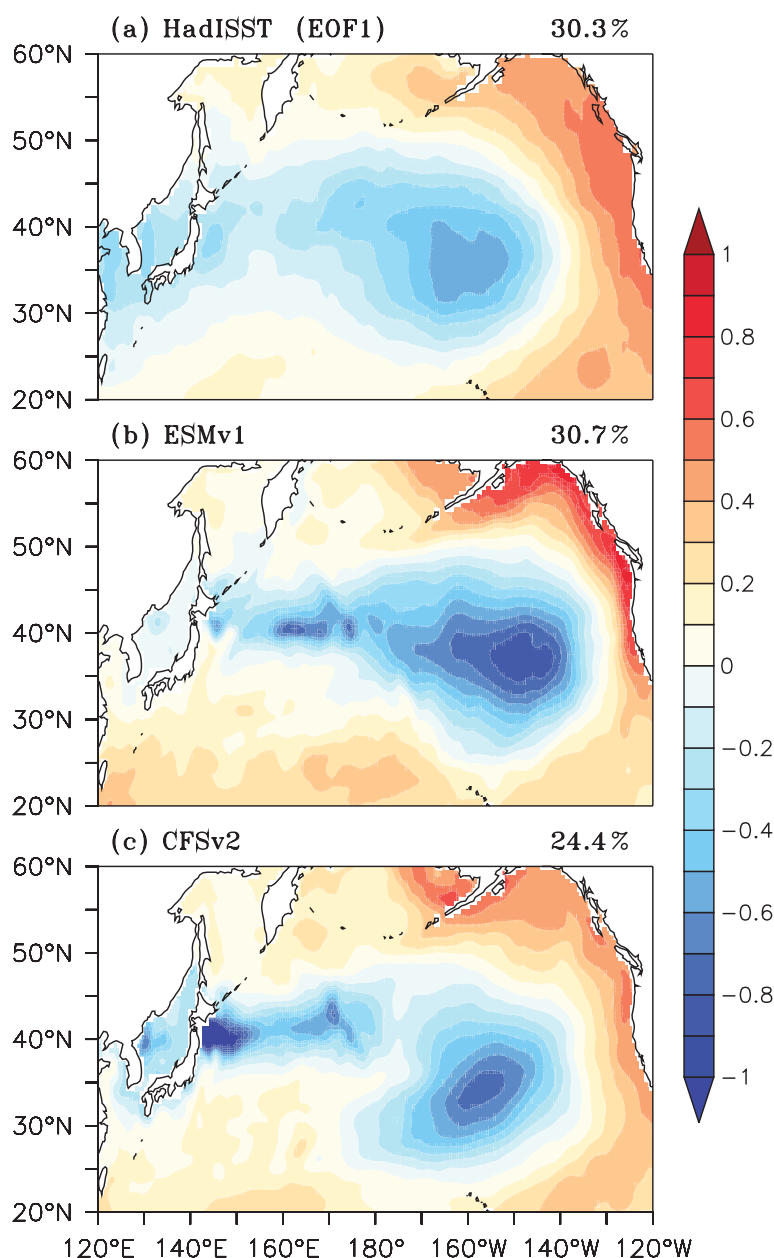 (a) HadISST (EOF1) 30.3%
60°N
50°N
40°N
30°N
20°N
(b) ESMv1 30.7%
60°N
50°N
40°N
30°N
20°N
(c) CFSv2 24.4%
60°N
50°N
40°N
30°N
20°N
120°E 140°E 160°E 180° 160°W 140°W 120°W
1
0.8
0.6
0.4
0.2
0
−0.2
−0.4
−0.6
−0.8
−1